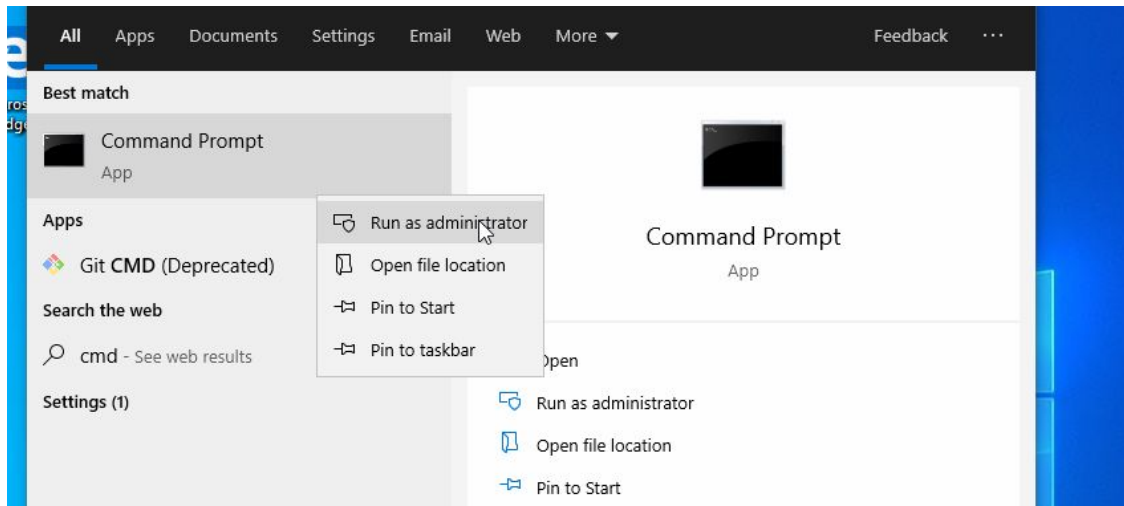 All Apps Documents Settings Email Web More Feedback ...
Best match
Command Prompt
App
Apps
Git CMD (Deprecated)
Search the web
cmd - See web results
Settings (1)
Run as administrator
Open file location
Pin to Start
Pin to taskbar
Command Prompt
App
Open
Run as administrator
Open file location
Pin to Start